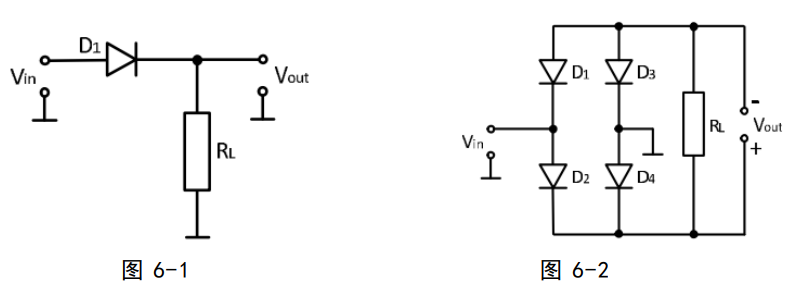 D1
Vin
Vout
RL
图 6-1
D1
D3
Vin
RL
-
Vout
+
D2
D4
图 6-2